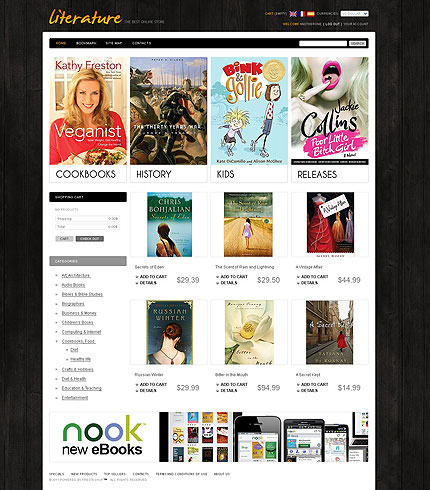 literature THE BEST ONLINE STORE
CART (EMPTY) CURRENCIES:
WELCOME LOG OUT YOUR ACCOUNT
HOME BOOKMARK SITE MAP CONTACTS SEARCH
Kathy Freston
Veganist
COOKBOOKS
THE THIRTY YEARS WAR
HISTORY
BINK & gollie
Kate DiCamillo and Alison McGhee
KIDS
Jackie Collins
Poor Little Bitch Girl
RELEASES
SHOPPING CART
NO PRODUCTS
Shipping 0.00$
Total 0.00$
CART CHECK OUT
CATEGORIES
Art, Architecture
Audio Books
Bibles & Bible Studies
Biographies
Business & Money
Children's Books
Computing & Internet
Cookbooks, Food
Diet
Healthy life
Crafts & Hobbies
Diet & Health
Education & Teaching
Entertainment
CHRIS BOHJALIAN
Secrets of Eden
Secrets of Eden
ADD TO CART
DETAILS
$29.39
The Scent of Rain and Lightning
ADD TO CART
DETAILS
$29.50
A Vintage Affair
ADD TO CART
DETAILS
$44.99
RUSSIAN WINTER
Russian Winter
ADD TO CART
DETAILS
$29.99
Bitter in the Mouth
ADD TO CART
DETAILS
$94.99
A Secret Kept
ADD TO CART
DETAILS
$14.99
nook
new eBooks
SPECIALS NEW PRODUCTS TOP SELLERS CONTACTS TERMS AND CONDITIONS OF USE ABOUT US
POWERED BY PRESTASHOP™. ALL RIGHTS RESERVED